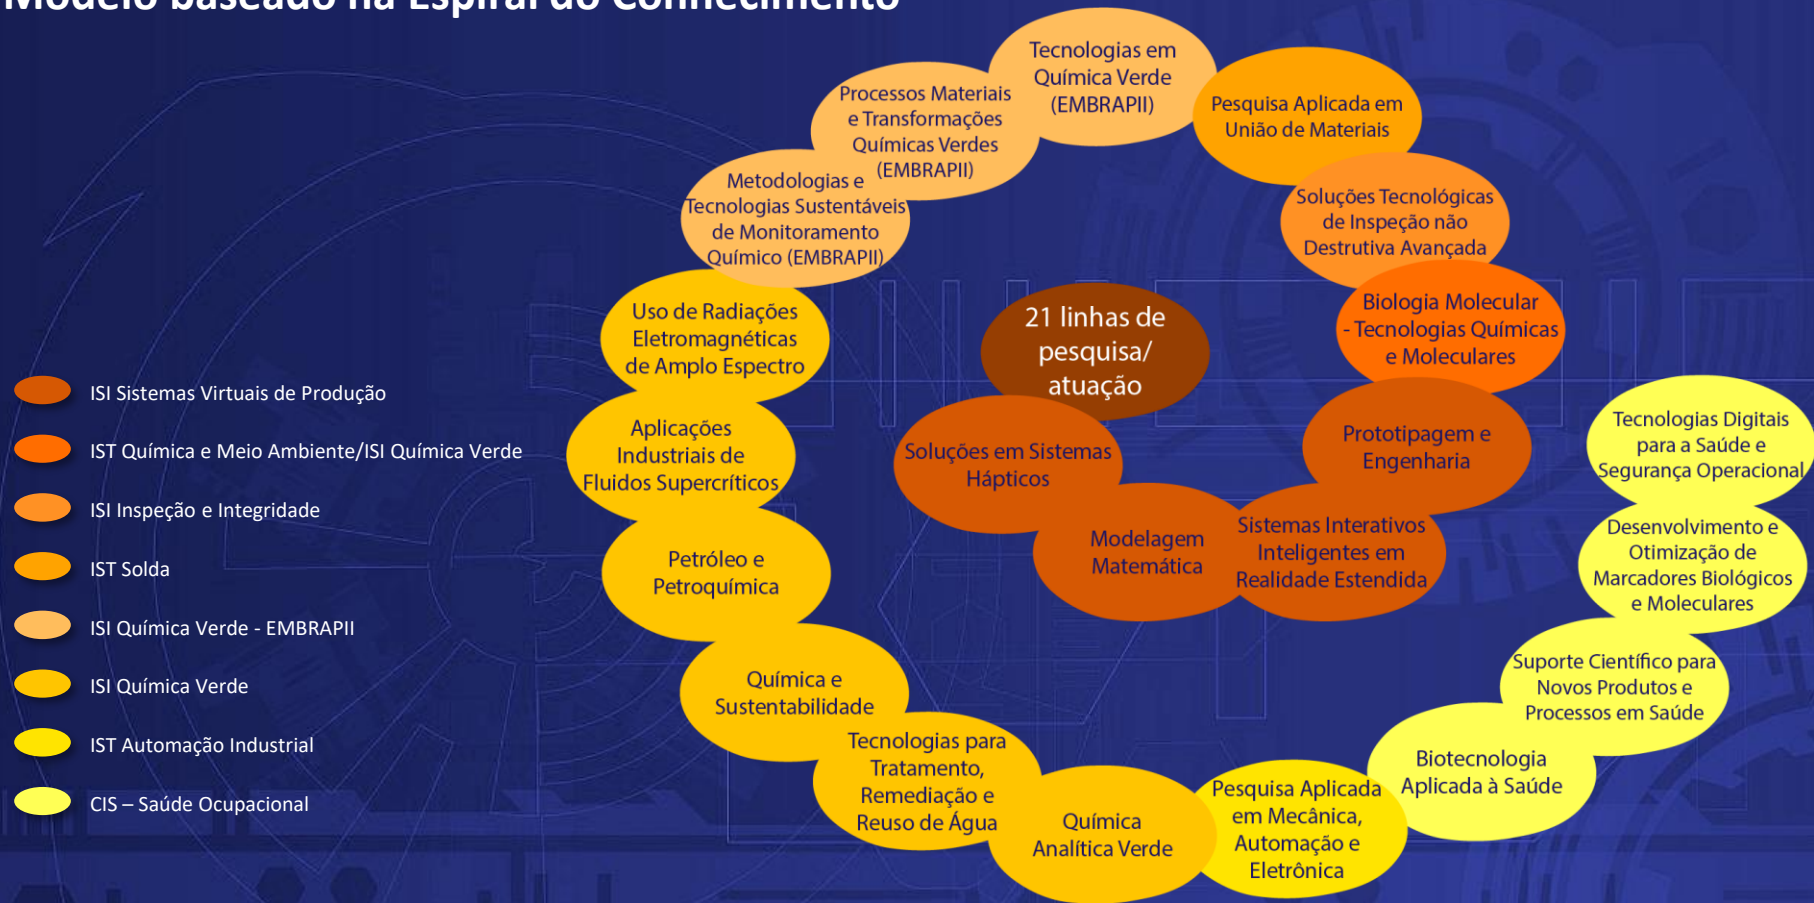 Modelo baseado na Espiral do Conhecimento
Tecnologias em
Química Verde
(EMBRAPII)
Processos Materiais
e Transformações
Químicas Verdes
(EMBRAPII)
Metodologias e
Tecnologias Sustentáveis
de Monitoramento
Químico (EMBRAPII)
Pesquisa Aplicada em
União de Materiais
Soluções Tecnológicas
de Inspeção não
Destrutiva Avançada
Biologia Molecular
- Tecnologias Químicas
e Moleculares
Prototipagem e
Engenharia
Sistemas Interativos
Inteligentes em
Realidade Estendida
Modelagem
Matemática
Soluções em Sistemas
Hápticos
21 linhas de
pesquisa/
atuação
Uso de Radiações
Eletromagnéticas
de Amplo Espectro
Aplicações
Industriais de
Fluidos Supercríticos
Petróleo e
Petroquímica
Química e
Sustentabilidade
Tecnologias para
Tratamento,
Remediação e
Reuso de Água
Química
Analítica Verde
Pesquisa Aplicada
em Mecânica,
Automação e
Eletrônica
Biotecnologia
Aplicada à Saúde
Suporte Científico para
Novos Produtos e
Processos em Saúde
Desenvolvimento e
Otimização de
Marcadores Biológicos
e Moleculares
Tecnologias Digitais
para a Saúde e
Segurança Operacional
ISI Sistemas Virtuais de Produção
IST Química e Meio Ambiente/ISI Química Verde
ISI Inspeção e Integridade
IST Solda
ISI Química Verde - EMBRAPII
ISI Química Verde
IST Automação Industrial
CIS – Saúde Ocupacional